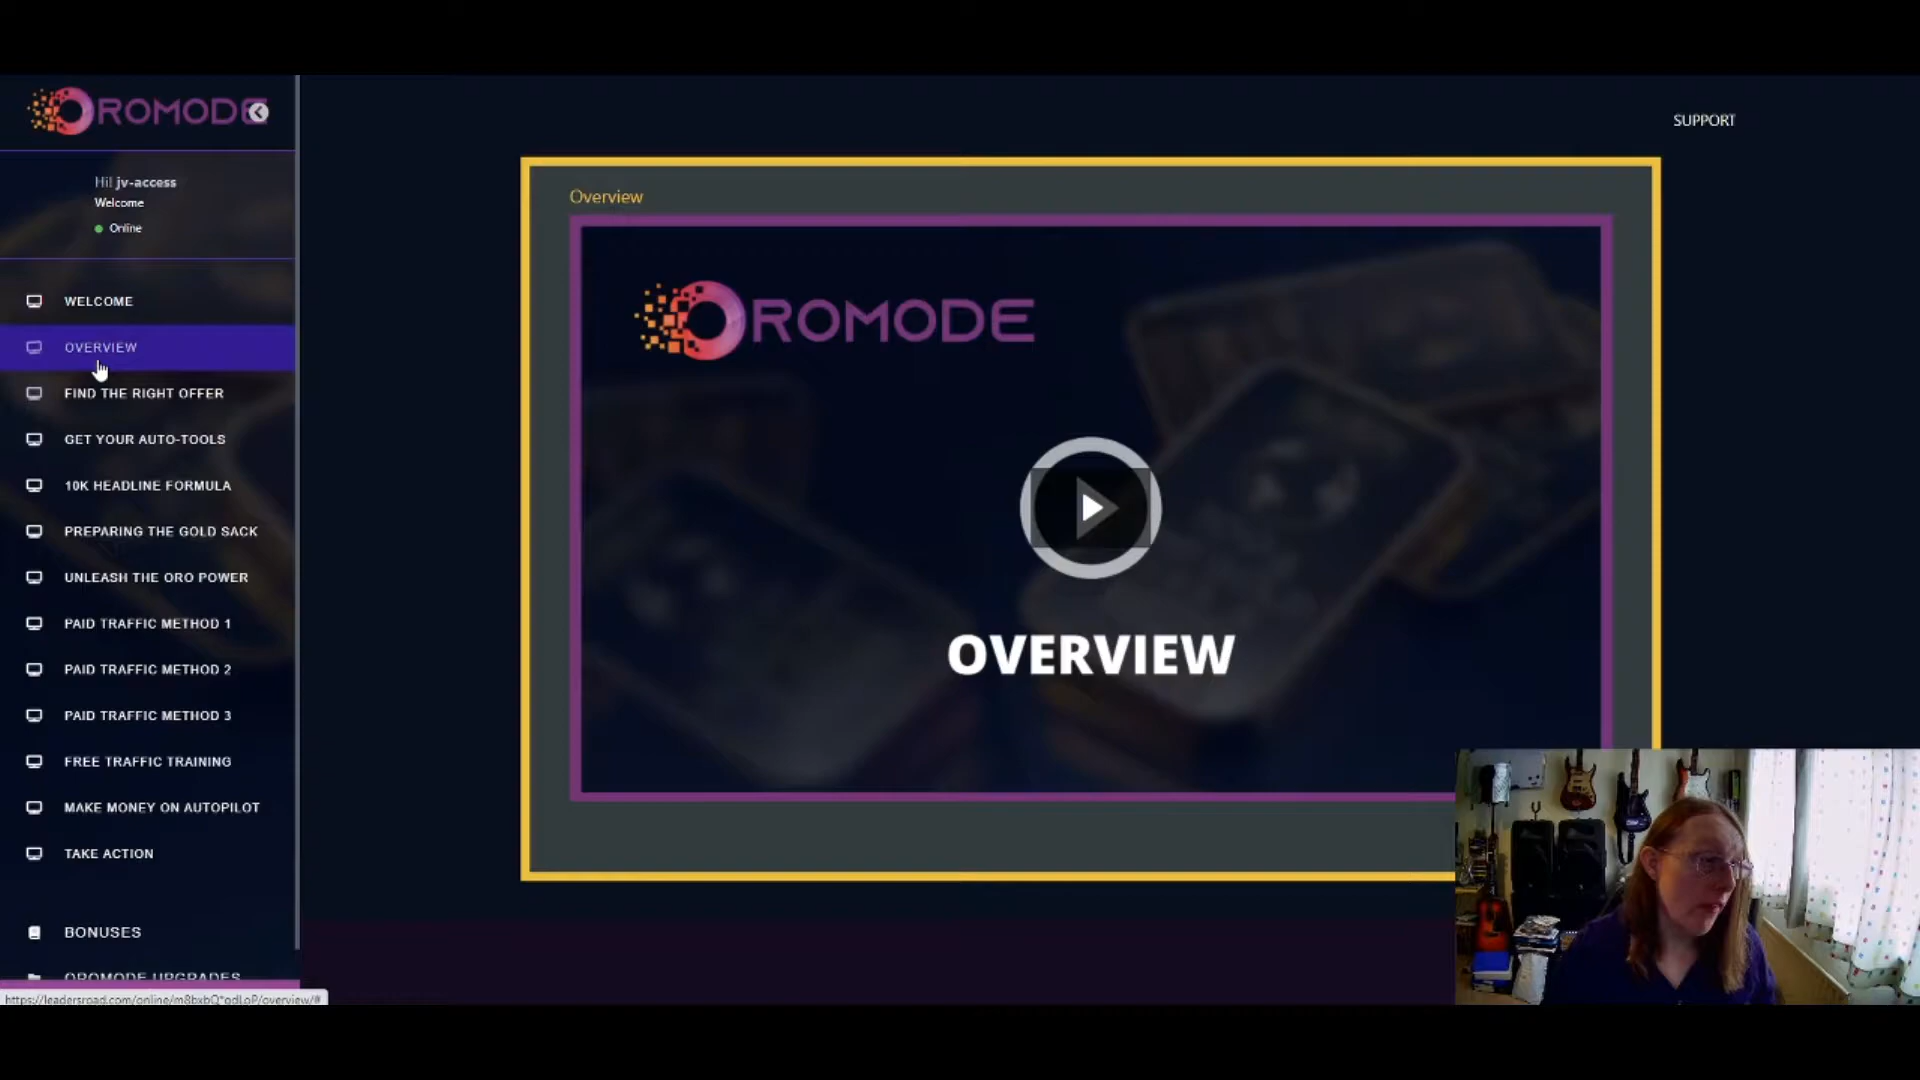 OROMODE
SUPPORT
Hi! jv-access
Welcome
Online
WELCOME
OVERVIEW
FIND THE RIGHT OFFER
GET YOUR AUTO-TOOLS
10K HEADLINE FORMULA
PREPARING THE GOLD SACK
UNLEASH THE ORO POWER
PAID TRAFFIC METHOD 1
PAID TRAFFIC METHOD 2
PAID TRAFFIC METHOD 3
FREE TRAFFIC TRAINING
MAKE MONEY ON AUTOPILOT
TAKE ACTION
BONUSES
OROMODE UPGRADES
Overview
OROMODE
OVERVIEW